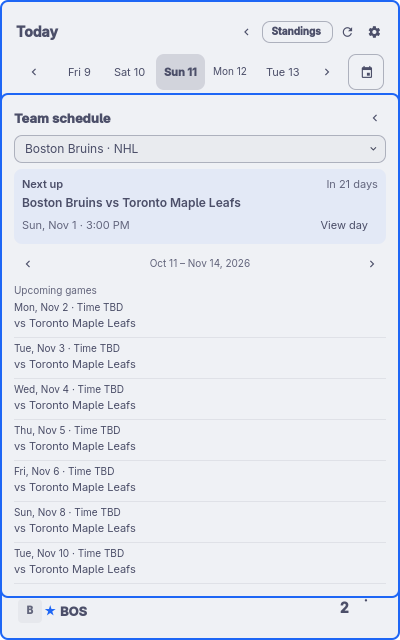 Today
Standings
Fri 9 Sat 10 Sun 11 Mon 12 Tue 13
Team schedule
Boston Bruins · NHL
Next up In 21 days
Boston Bruins vs Toronto Maple Leafs
Sun, Nov 1 · 3:00 PM View day
Oct 11 – Nov 14, 2026
Upcoming games
Mon, Nov 2 · Time TBD
vs Toronto Maple Leafs
Tue, Nov 3 · Time TBD
vs Toronto Maple Leafs
Wed, Nov 4 · Time TBD
vs Toronto Maple Leafs
Thu, Nov 5 · Time TBD
vs Toronto Maple Leafs
Fri, Nov 6 · Time TBD
vs Toronto Maple Leafs
Sun, Nov 8 · Time TBD
vs Toronto Maple Leafs
Tue, Nov 10 · Time TBD
vs Toronto Maple Leafs
B ★ BOS 2